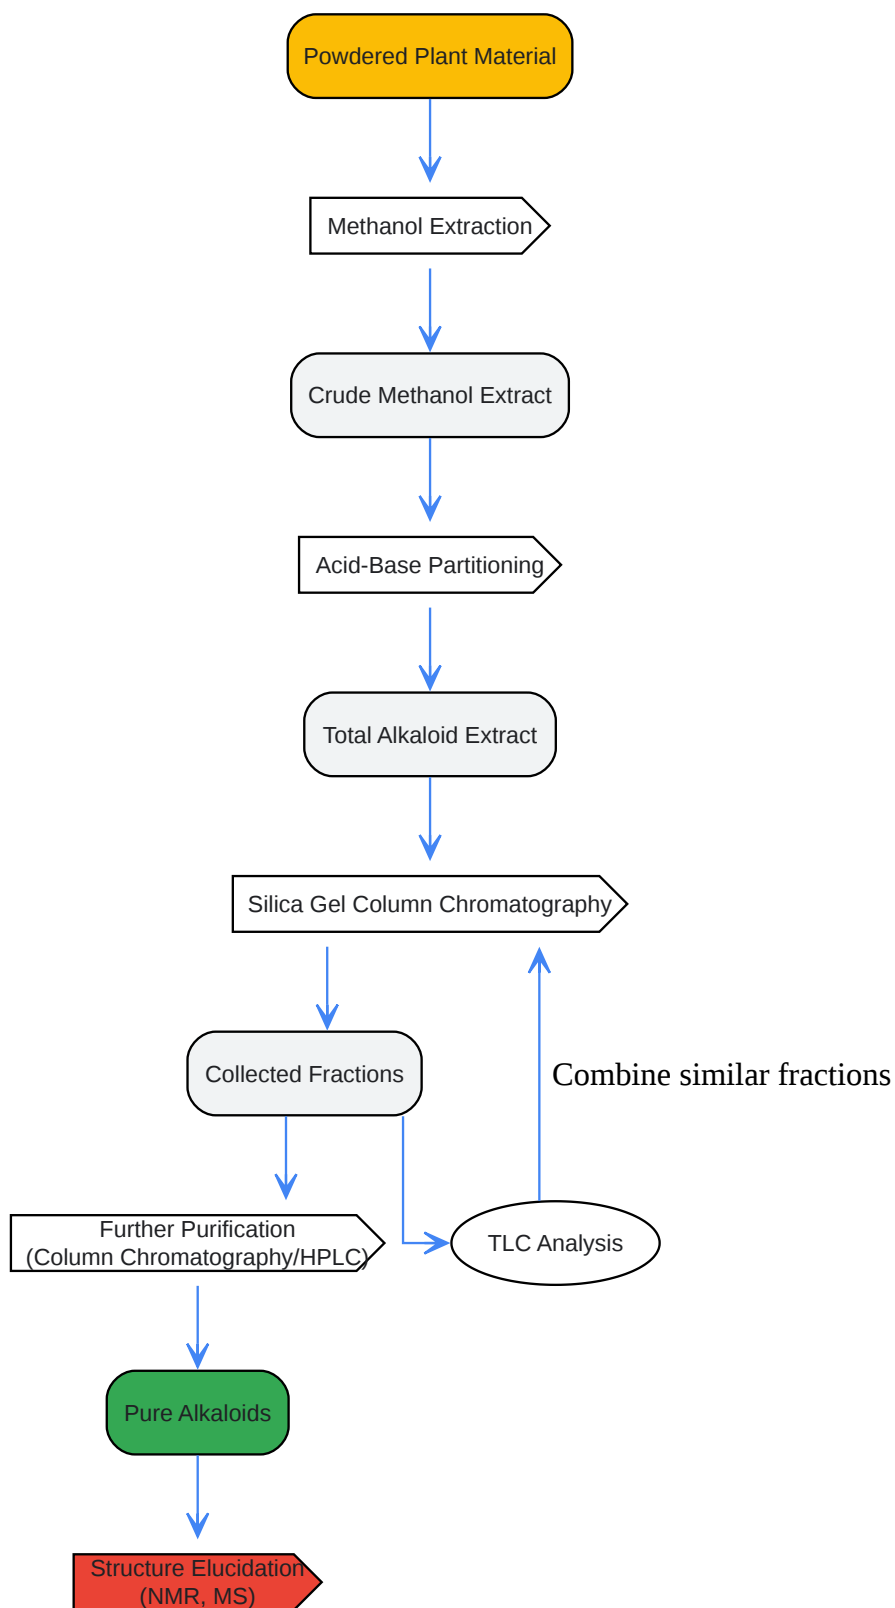 Powdered Plant Material
Methanol Extraction
Crude Methanol Extract
Acid-Base Partitioning
Total Alkaloid Extract
Silica Gel Column Chromatography
Collected Fractions
Combine similar fractions
Further Purification
(Column Chromatography/HPLC)
TLC Analysis
Pure Alkaloids
Structure Elucidation
(NMR, MS)